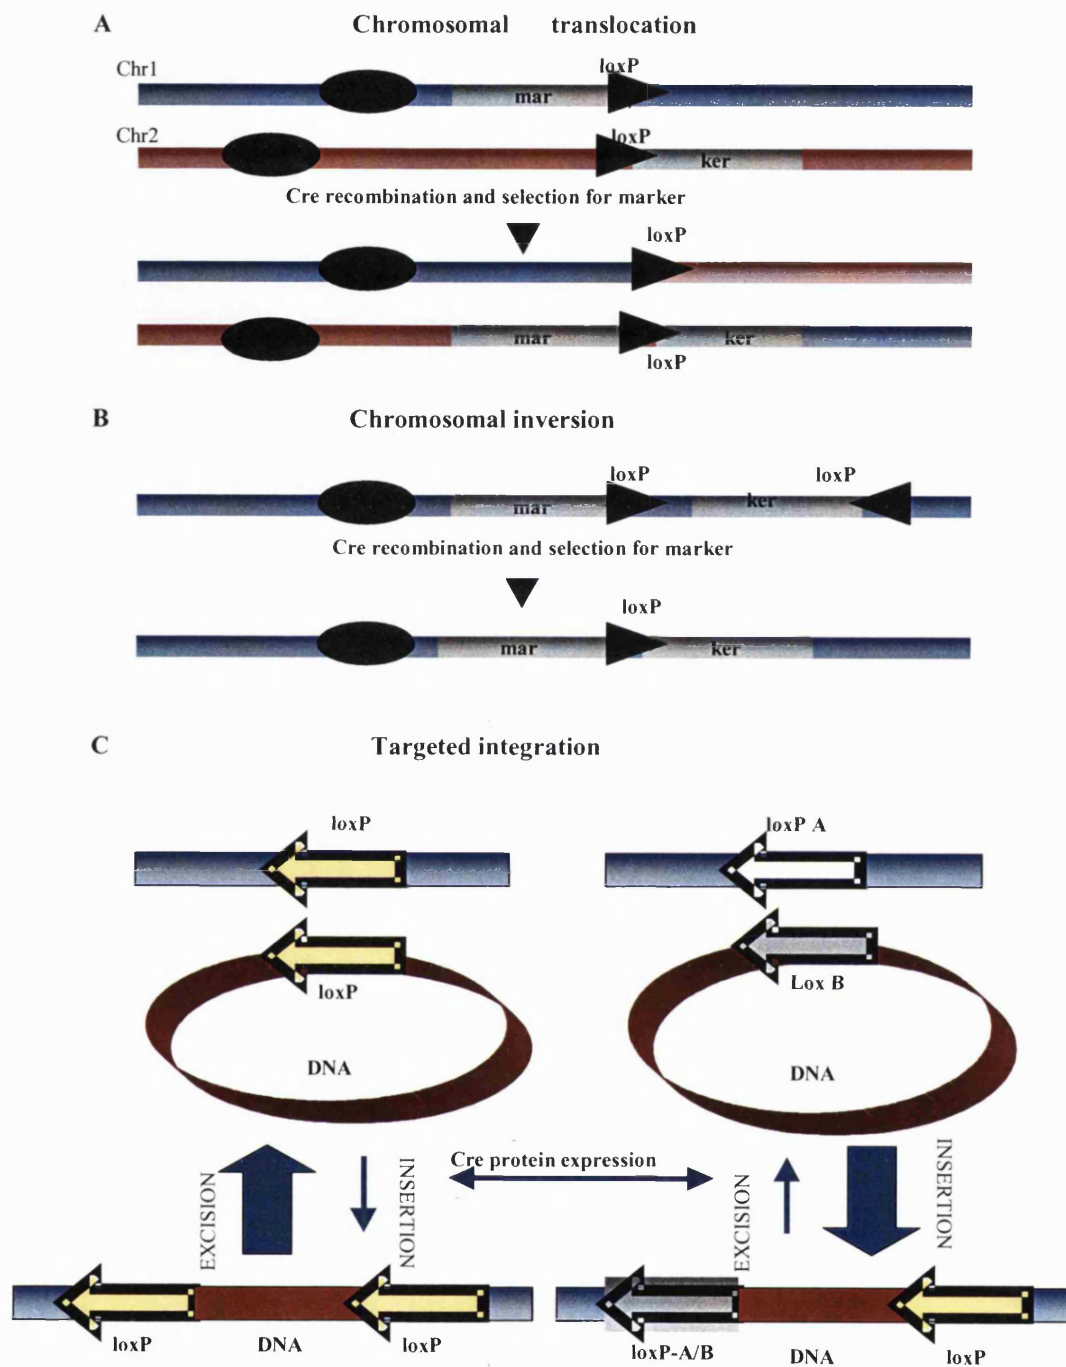 A Chromosomal translocation
loxP
Chr1
mar
Chr2 loxP
ker
Cre recombination and selection for marker
loxP
mar ker
loxP
B Chromosomal inversion
loxP loxP
mar ker
Cre recombination and selection for marker
loxP
mar ker
C Targeted integration
loxP loxP A
loxP Lox B
DNA DNA
EXCISION INSERTION Cre protein expression EXCISION INSERTION
loxP DNA loxP loxP-A/B DNA loxP